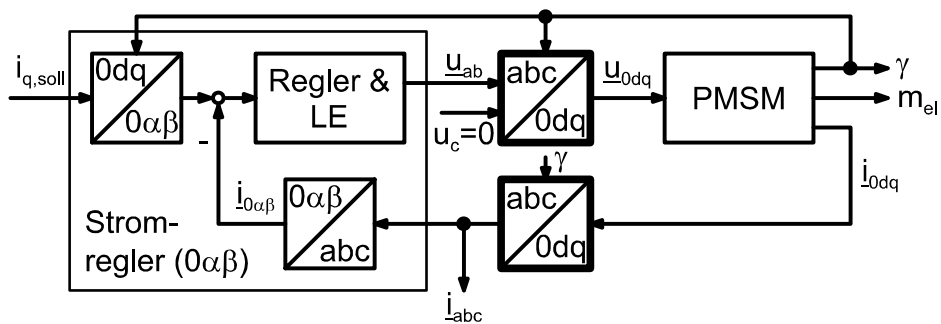 i_q,soll
0dq
0αβ
-
Regler &
LE
u_ab
u_c=0
abc
0dq
u_0dq
PMSM
γ
m_el
i_0dq
γ
abc
0dq
i_0αβ
0αβ
abc
Strom-
regler (0αβ)
i_abc